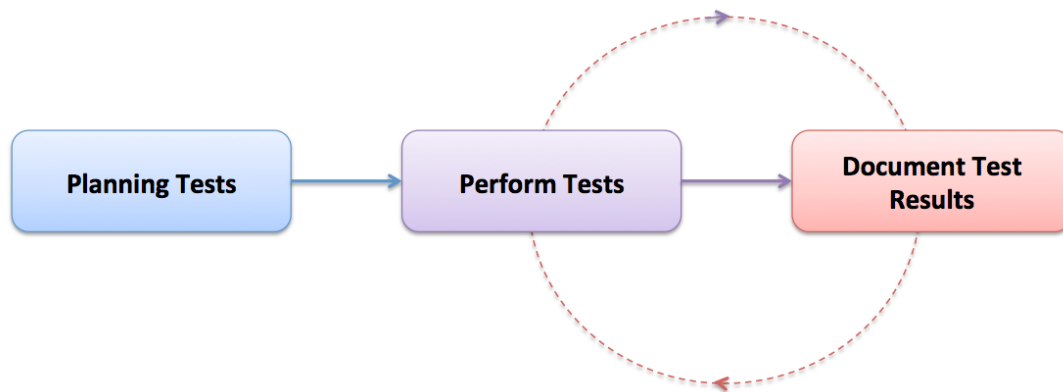 Planning Tests
Perform Tests
Document Test
Results